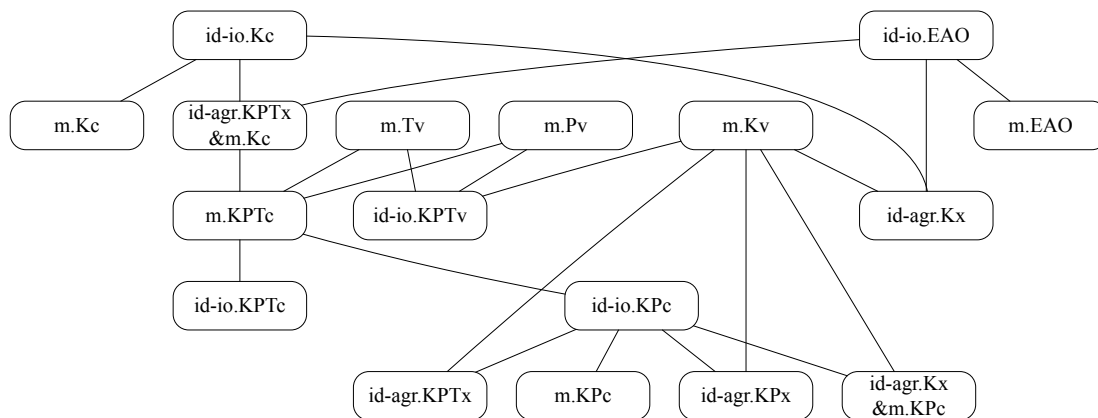 id-io.Kc
id-io.EAO
m.Kc
id-agr.KPTx
&m.Kc
m.Tv
m.Pv
m.Kv
m.EAO
m.KPTc
id-io.KPTv
id-agr.Kx
id-io.KPTc
id-io.KPc
id-agr.KPTx
m.KPc
id-agr.KPx
id-agr.Kx
&m.KPc